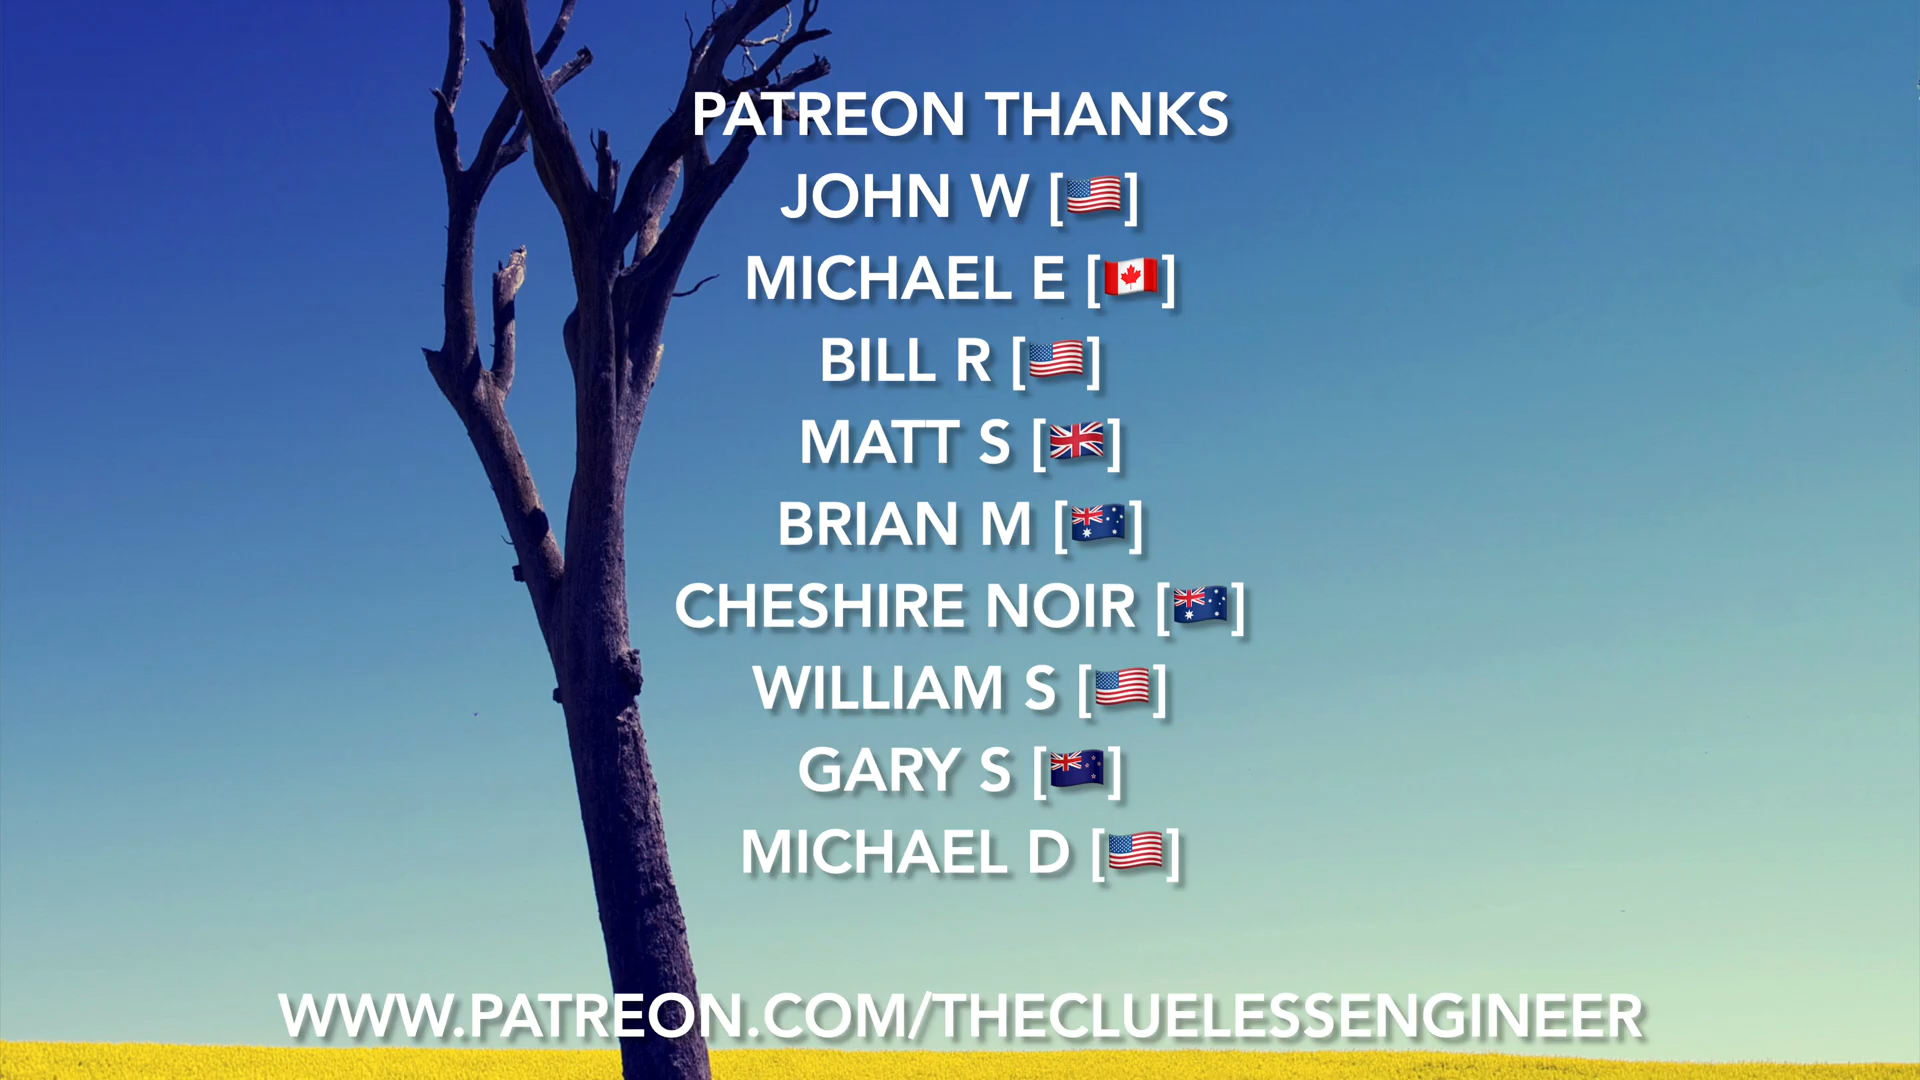 PATREON THANKS
JOHN W [🇺🇸]
MICHAEL E [🇨🇦]
BILL R [🇺🇸]
MATT S [🇬🇧]
BRIAN M [🇦🇺]
CHESHIRE NOIR [🇦🇺]
WILLIAM S [🇺🇸]
GARY S [🇳🇿]
MICHAEL D [🇺🇸]
WWW.PATREON.COM/THECLUELESSENGINEER